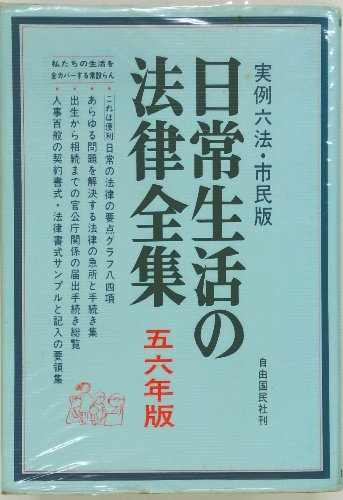 実例六法・市民版
日常生活の
法律全集
五六年版
自由国民社刊
私たちの生活を
全カバーする常設らん
・これは便利 日常の法律の要点グラフ八四項
・あらゆる問題を解決する法律の急所と手続き集
・出生から相続までの官公庁関係の届出手続き総覧
・人事百般の契約書式・法律書式サンプルと記入の要領集